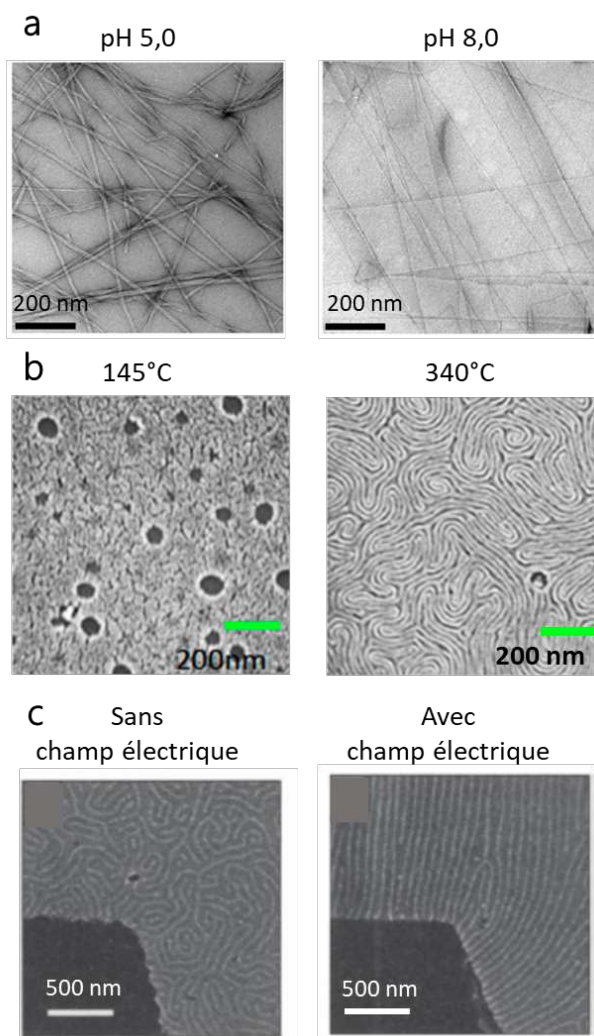 a
pH 5,0
pH 8,0
200 nm
200 nm
b
145°C
340°C
200nm
200 nm
c
Sans
champ électrique
Avec
champ électrique
500 nm
500 nm